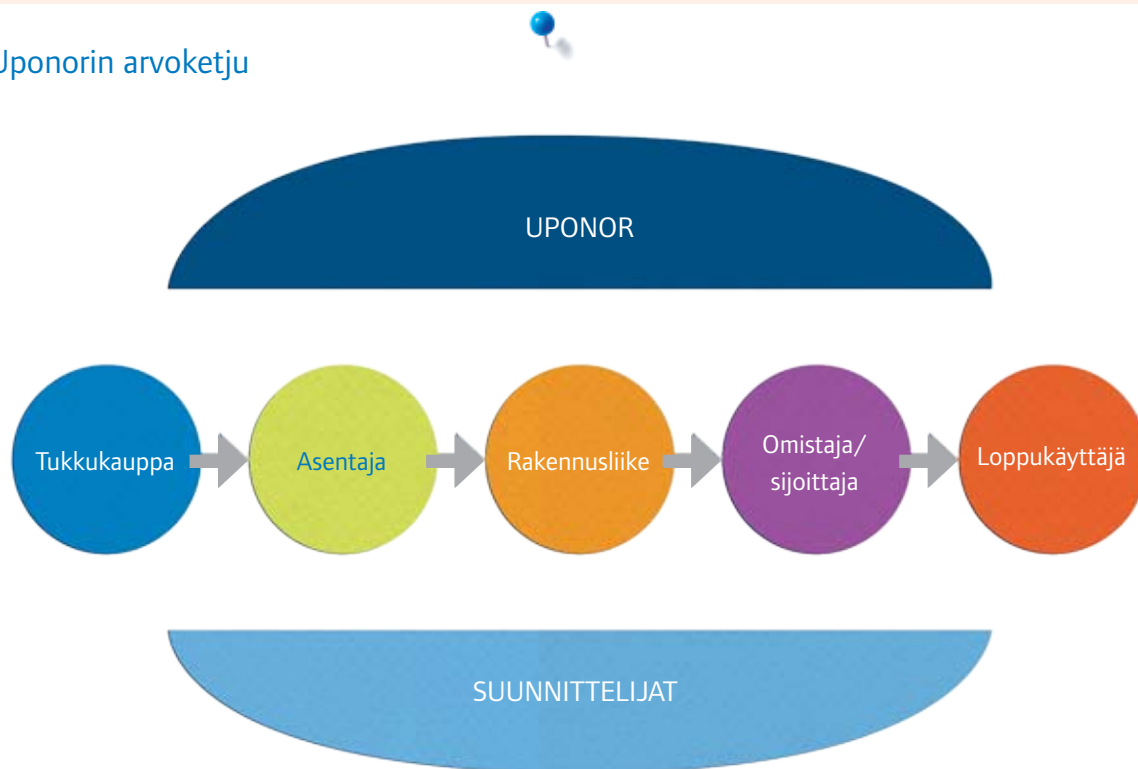 Uponorin arvoketju
UPONOR
Tukkukauppa
Asentaja
Rakennusliike
Omistaja/
sijoittaja
Loppukäyttäjä
SUUNNITTELIJAT